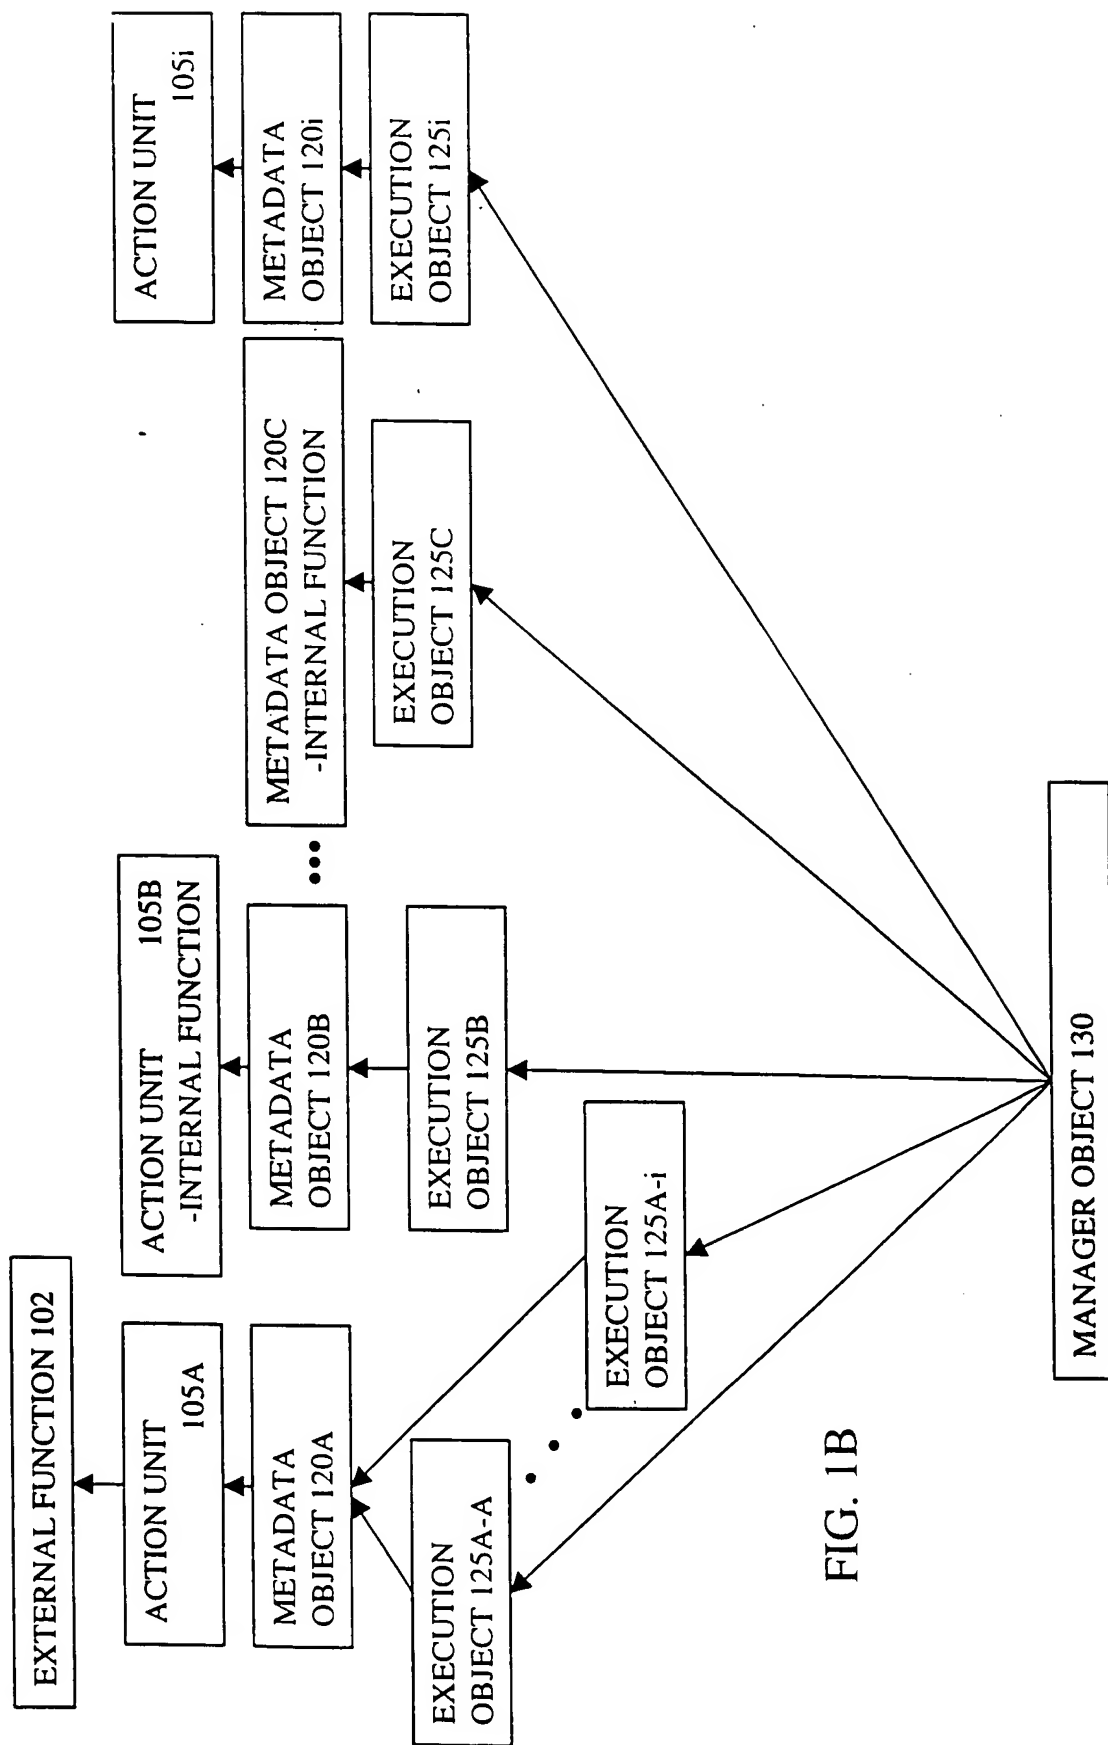 EXTERNAL FUNCTION 102
ACTION UNIT
105A
METADATA
OBJECT 120A
EXECUTION
OBJECT 125A-A
EXECUTION
OBJECT 125A-i
ACTION UNIT 105B
-INTERNAL FUNCTION
METADATA
OBJECT 120B
EXECUTION
OBJECT 125B
METADATA OBJECT 120C
-INTERNAL FUNCTION
EXECUTION
OBJECT 125C
ACTION UNIT
105i
METADATA
OBJECT 120i
EXECUTION
OBJECT 125i
MANAGER OBJECT 130
FIG. 1B